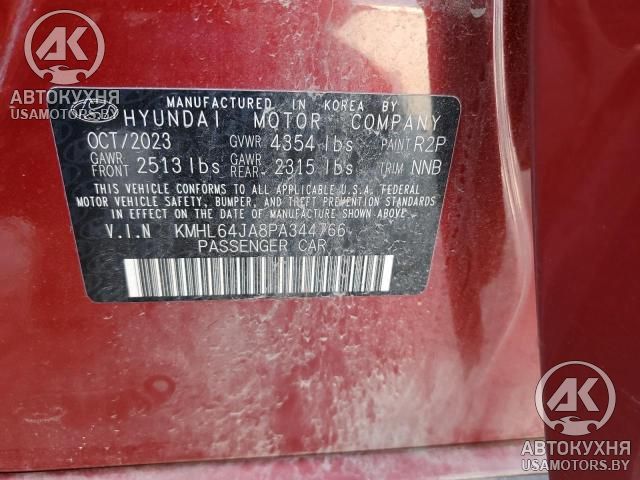 АК
АВТОКУХНЯ
USAMOTORS.BY
MANUFACTURED IN KOREA BY
HYUNDAI MOTOR COMPANY
OCT/2023 GVWR 4354 lbs PAINT R2P
GAWR FRONT 2513 lbs GAWR REAR 2315 lbs TRIM NNB
THIS VEHICLE CONFORMS TO ALL APPLICABLE U.S.A. FEDERAL
MOTOR VEHICLE SAFETY, BUMPER, AND THEFT PREVENTION STANDARDS
IN EFFECT ON THE DATE OF MANUFACTURE SHOWN ABOVE.
V.I.N KMHL64JA8PA344766
PASSENGER CAR
АК
АВТОКУХНЯ
USAMOTORS.BY